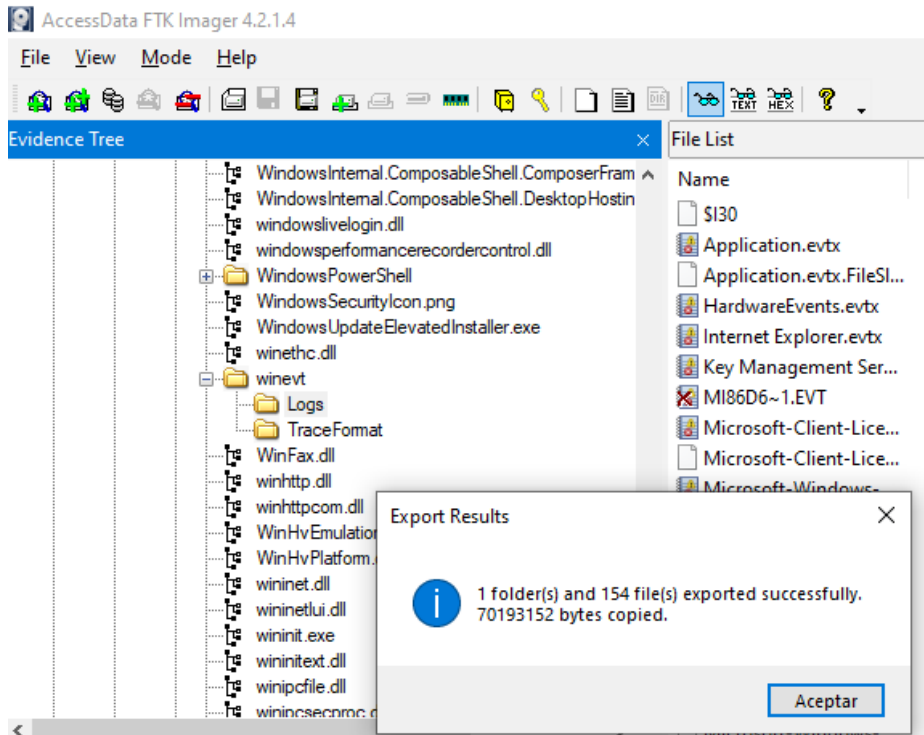 AccessData FTK Imager 4.2.1.4
File View Mode Help
DIR TEXT HEX
Evidence Tree
WindowsInternal.ComposableShell.ComposerFram
WindowsInternal.ComposableShell.DesktopHostin
windowslivelogin.dll
windowsperformancerecordercontrol.dll
WindowsPowerShell
WindowsSecurityIcon.png
WindowsUpdateElevatedInstaller.exe
winethc.dll
winevt
Logs
TraceFormat
WinFax.dll
winhttp.dll
winhttpcom.dll
WinHvEmulation
WinHvPlatform.
wininet.dll
wininetlui.dll
wininit.exe
wininitext.dll
winipcfile.dll
winipcsecproc.d
File List
Name
$I30
Application.evtx
Application.evtx.FileSl...
HardwareEvents.evtx
Internet Explorer.evtx
Key Management Ser...
MI86D6~1.EVT
Microsoft-Client-Lice...
Microsoft-Client-Lice...
Microsoft-Windows-
Export Results
1 folder(s) and 154 file(s) exported successfully.
70193152 bytes copied.
Aceptar